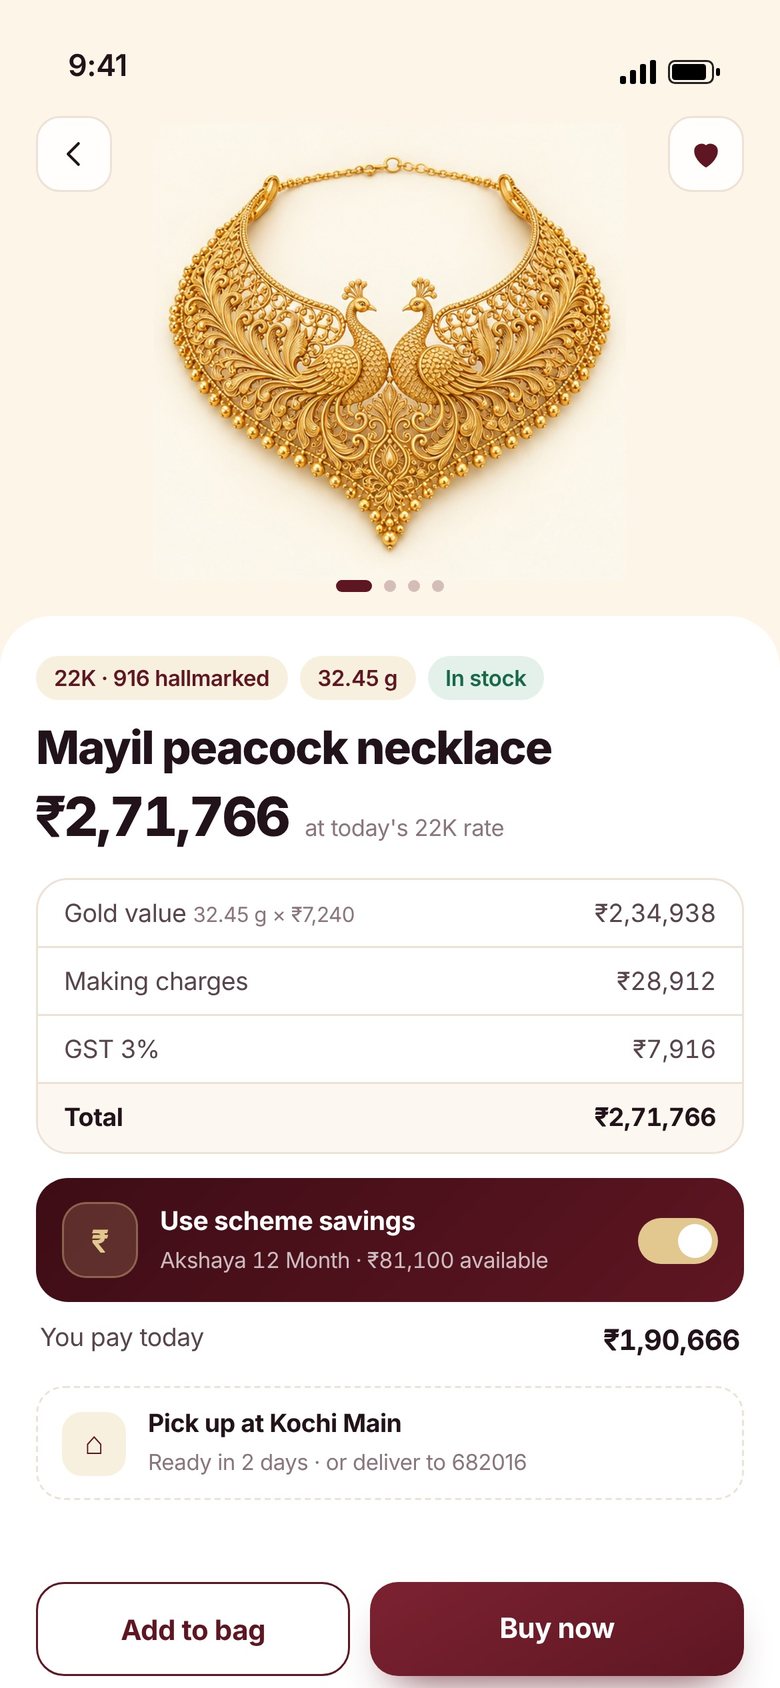 9:41
22K · 916 hallmarked 32.45 g In stock
Mayil peacock necklace
₹2,71,766 at today's 22K rate
Gold value 32.45 g × ₹7,240 ₹2,34,938
Making charges ₹28,912
GST 3% ₹7,916
Total ₹2,71,766
₹
Use scheme savings
Akshaya 12 Month · ₹81,100 available
You pay today ₹1,90,666
Pick up at Kochi Main
Ready in 2 days · or deliver to 682016
Add to bag Buy now